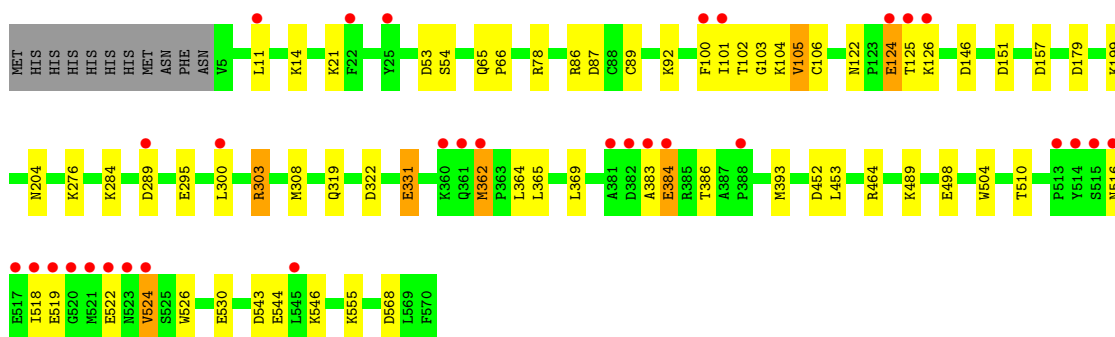 MET HIS HIS HIS HIS HIS HIS MET ASN PHE ASN V5 L11 K14 K21 F22 Y25 D53 S54 Q65 P66 R78 R86 D87 C88 C89 K92 F100 I101 T102 G103 K104 V105 C106 N122 P123 E124 T125 K126 D146 D151 D157 D179
N204 K276 K284 D289 E295 L300 R303 M308 Q319 D322 E331 K360 Q361 M362 P363 L364 L365 L369 A381 D382 A383 E384 R385 T386 A387 P388 M393 D452 L453 R464 K489 E498 W504 T510 P513 Y514 S515 N516
E517 I518 E519 G520 M521 E522 N523 V524 S525 W526 E530 D543 E544 L545 K546 K555 D568 L569 F570